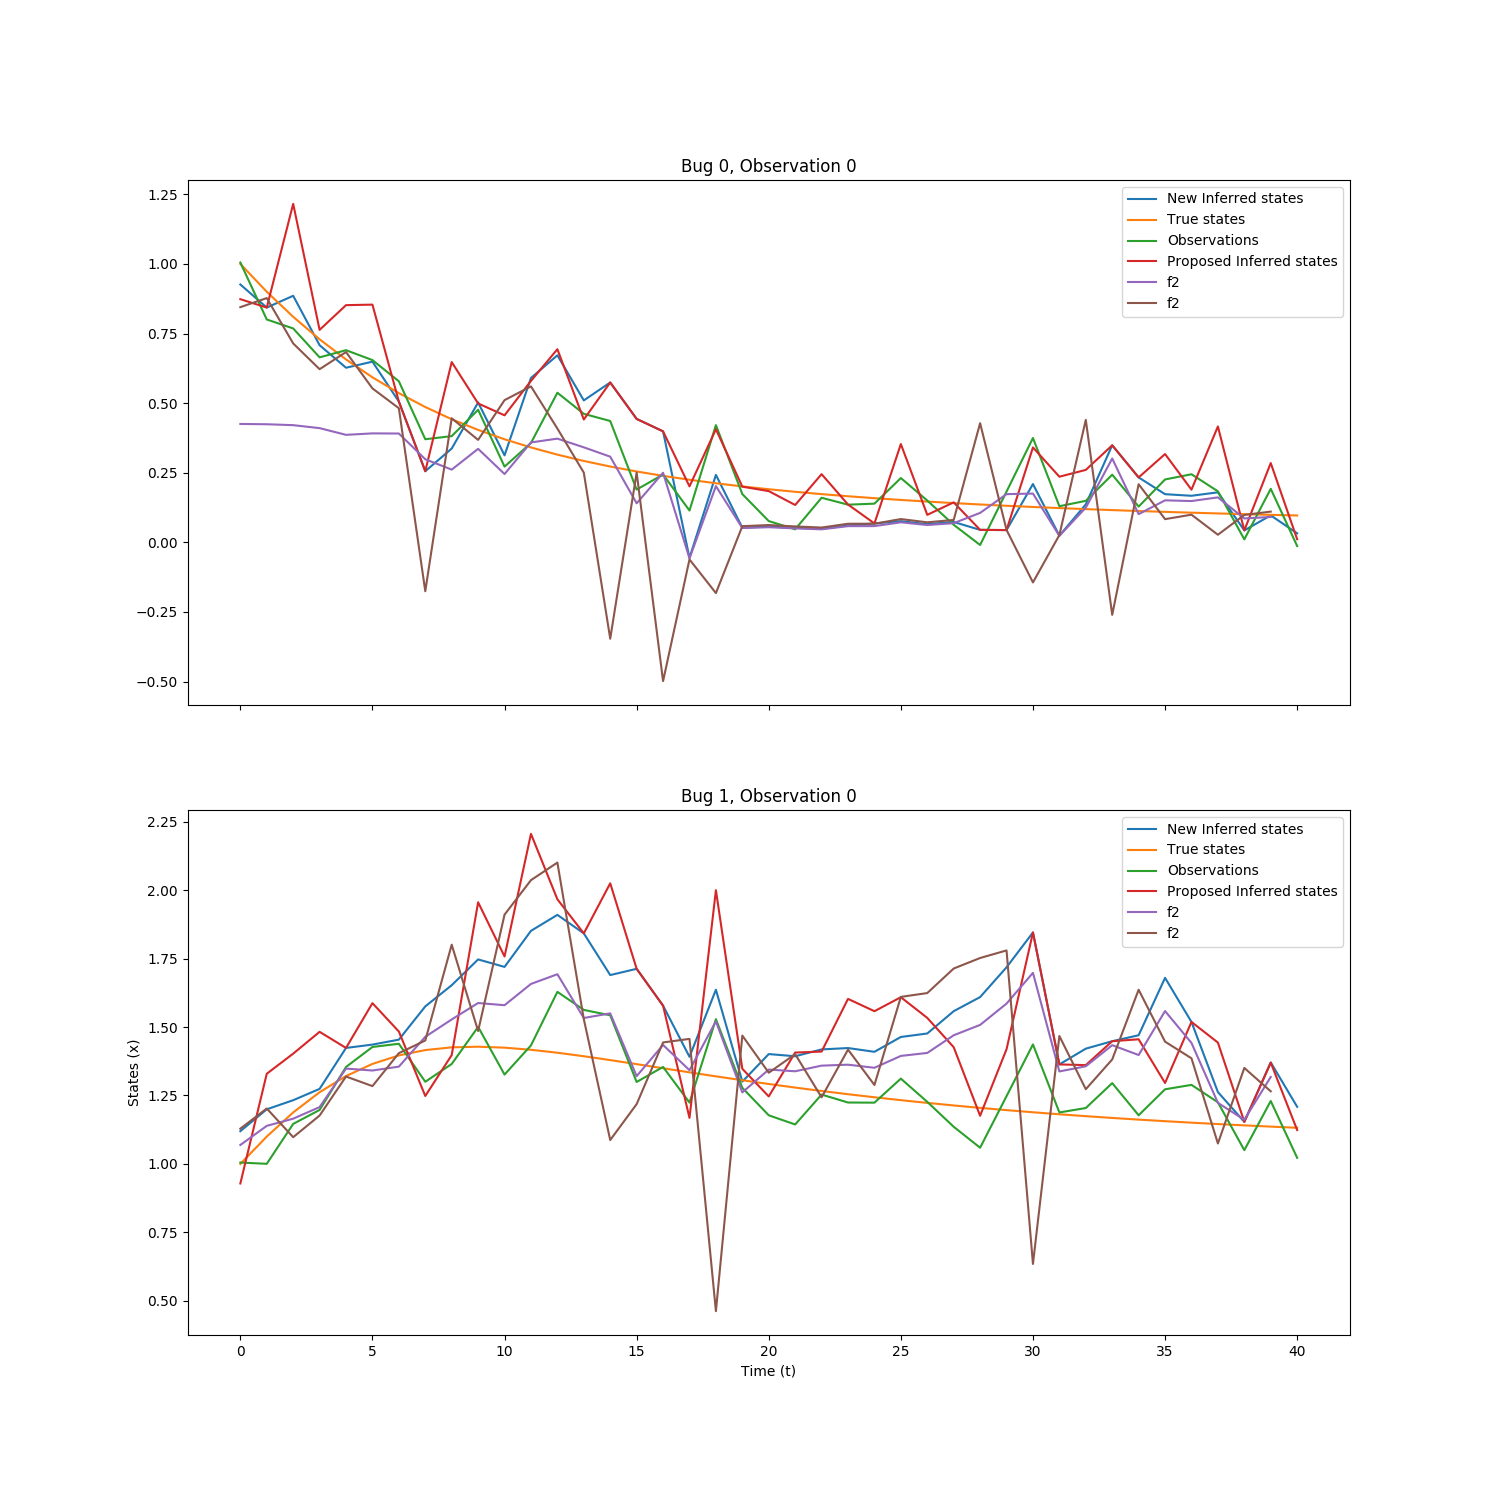 Bug 0, Observation 0
1.25
1.00
0.75
0.50
0.25
0.00
−0.25
−0.50
New Inferred states
True states
Observations
Proposed Inferred states
f2
f2
Bug 1, Observation 0
States (x)
2.25
2.00
1.75
1.50
1.25
1.00
0.75
0.50
New Inferred states
True states
Observations
Proposed Inferred states
f2
f2
0 5 10 15 20 25 30 35 40
Time (t)